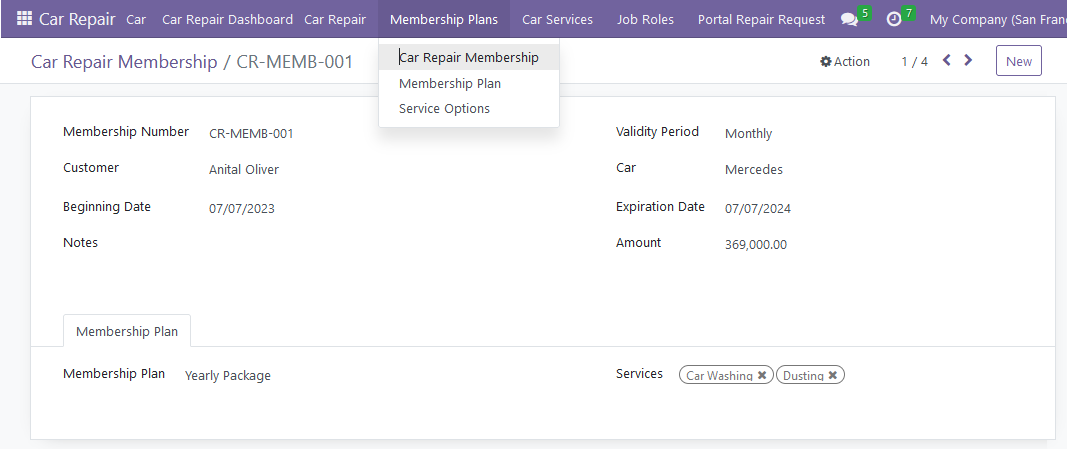 Car Repair Car Car Repair Dashboard Car Repair Membership Plans Car Services Job Roles Portal Repair Request 5 7 My Company (San Fran
Car Repair Membership / CR-MEMB-001 Action 1 / 4 New
Car Repair Membership
Membership Plan
Service Options
Membership Number CR-MEMB-001 Validity Period Monthly
Customer Anital Oliver Car Mercedes
Beginning Date 07/07/2023 Expiration Date 07/07/2024
Notes Amount 369,000.00
Membership Plan
Membership Plan Yearly Package Services Car Washing ✖ Dusting ✖